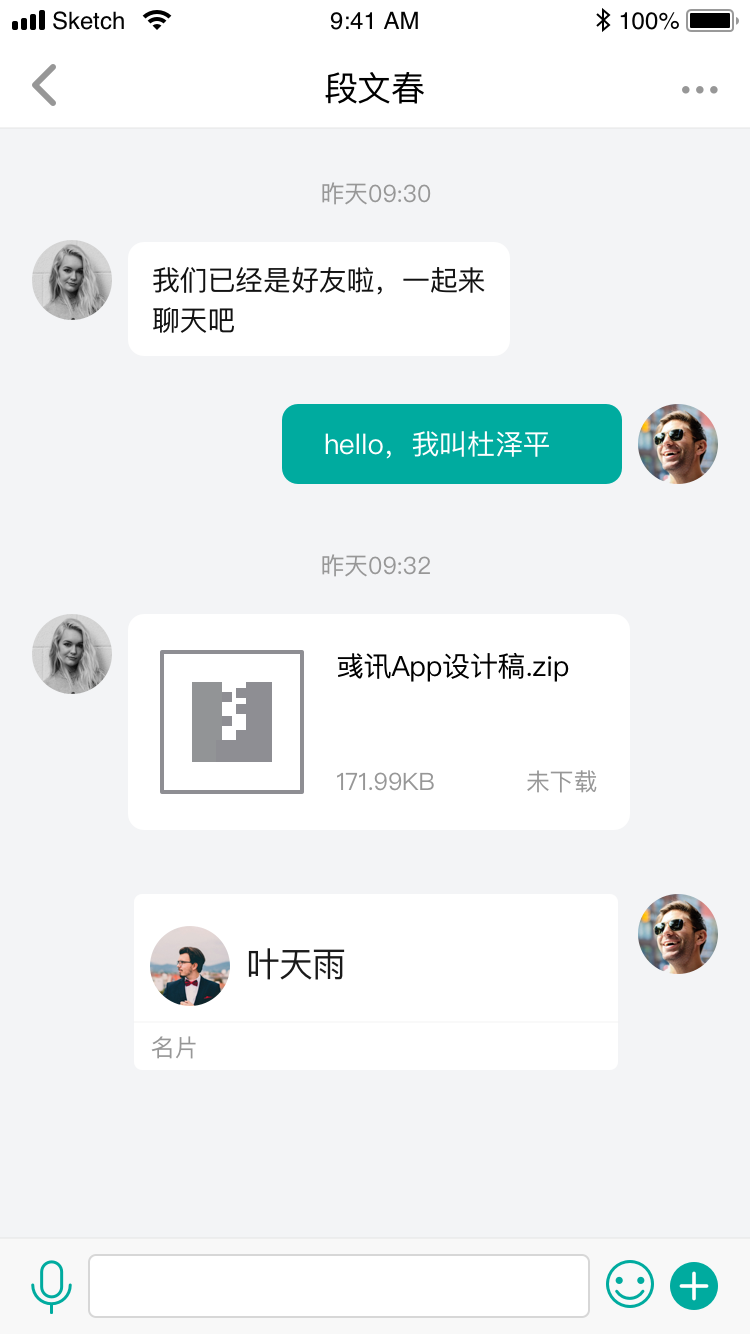 Sketch 9:41 AM 100%
段文春
昨天09:30
我们已经是好友啦，一起来
聊天吧
hello，我叫杜泽平
昨天09:32
彧讯App设计稿.zip
171.99KB 未下载
叶天雨
名片